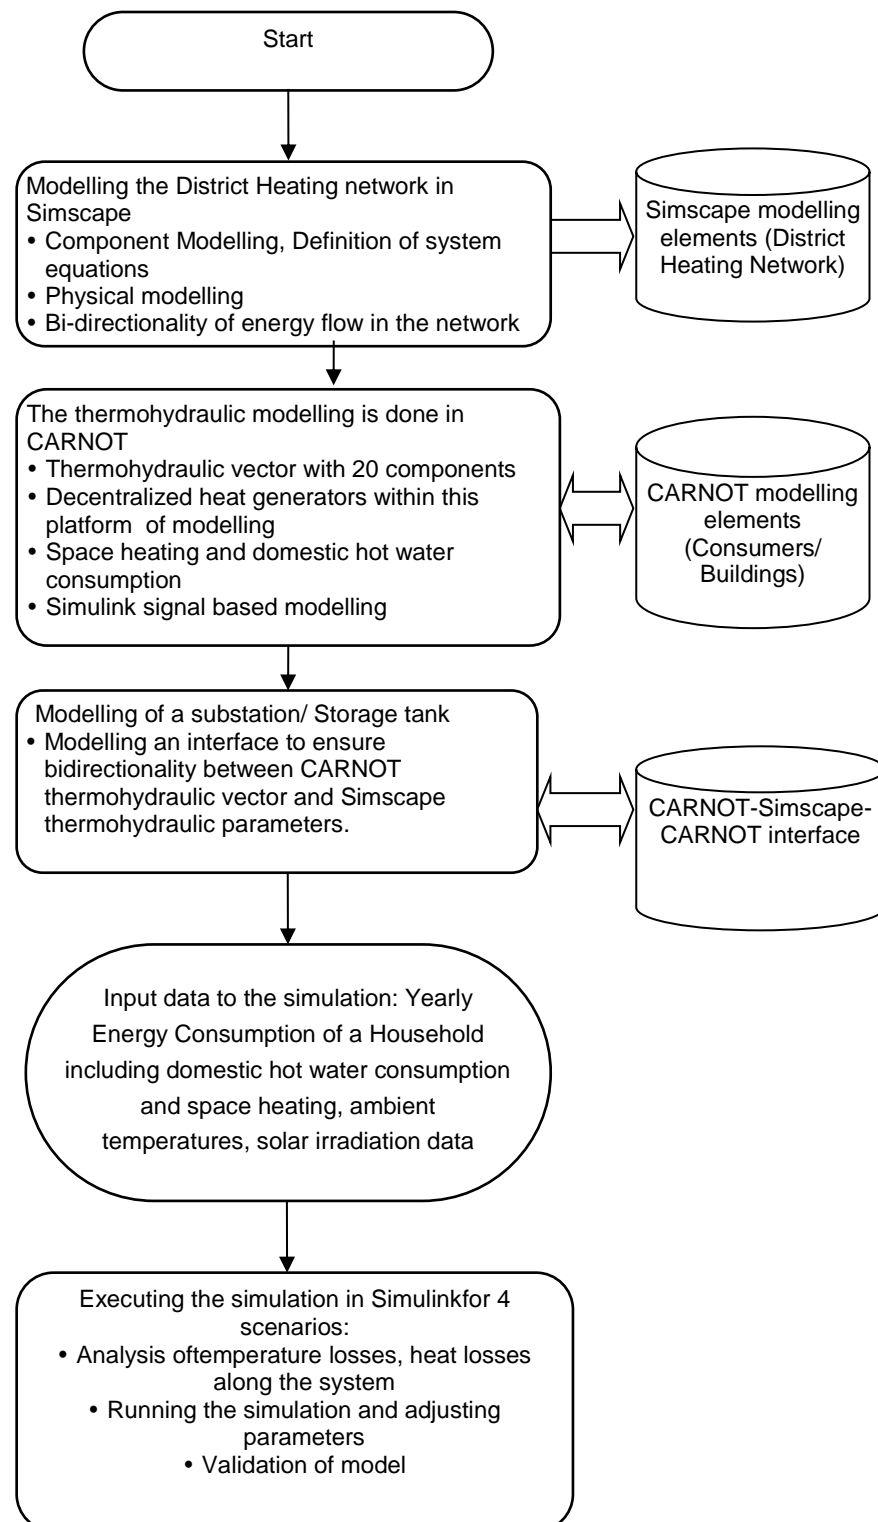 Start
Modelling the District Heating network in
Simscape
• Component Modelling, Definition of system
equations
• Physical modelling
• Bi-directionality of energy flow in the network
Simscape modelling
elements (District
Heating Network)
The thermohydraulic modelling is done in
CARNOT
• Thermohydraulic vector with 20 components
• Decentralized heat generators within this
platform of modelling
• Space heating and domestic hot water
consumption
• Simulink signal based modelling
CARNOT modelling
elements
(Consumers/
Buildings)
Modelling of a substation/ Storage tank
• Modelling an interface to ensure
bidirectionality between CARNOT
thermohydraulic vector and Simscape
thermohydraulic parameters.
CARNOT-Simscape-
CARNOT interface
Input data to the simulation: Yearly
Energy Consumption of a Household
including domestic hot water consumption
and space heating, ambient
temperatures, solar irradiation data
Executing the simulation in Simulinkfor 4
scenarios:
• Analysis oftemperature losses, heat losses
along the system
• Running the simulation and adjusting
parameters
• Validation of model